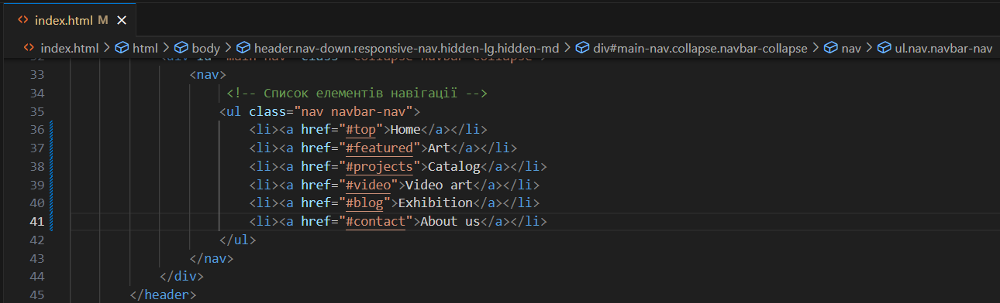 index.html M
index.html > html > body > header.nav-down.responsive-nav.hidden-lg.hidden-md > div#main-nav.collapse.navbar-collapse > nav > ul.nav.navbar-nav
32 <div id="main-nav" class="collapse navbar-collapse">
33 <nav>
34 <!-- Список елементів навігації -->
35 <ul class="nav navbar-nav">
36 <li><a href="#top">Home</a></li>
37 <li><a href="#featured">Art</a></li>
38 <li><a href="#projects">Catalog</a></li>
39 <li><a href="#video">Video art</a></li>
40 <li><a href="#blog">Exhibition</a></li>
41 <li><a href="#contact">About us</a></li>
42 </ul>
43 </nav>
44 </div>
45 </header>